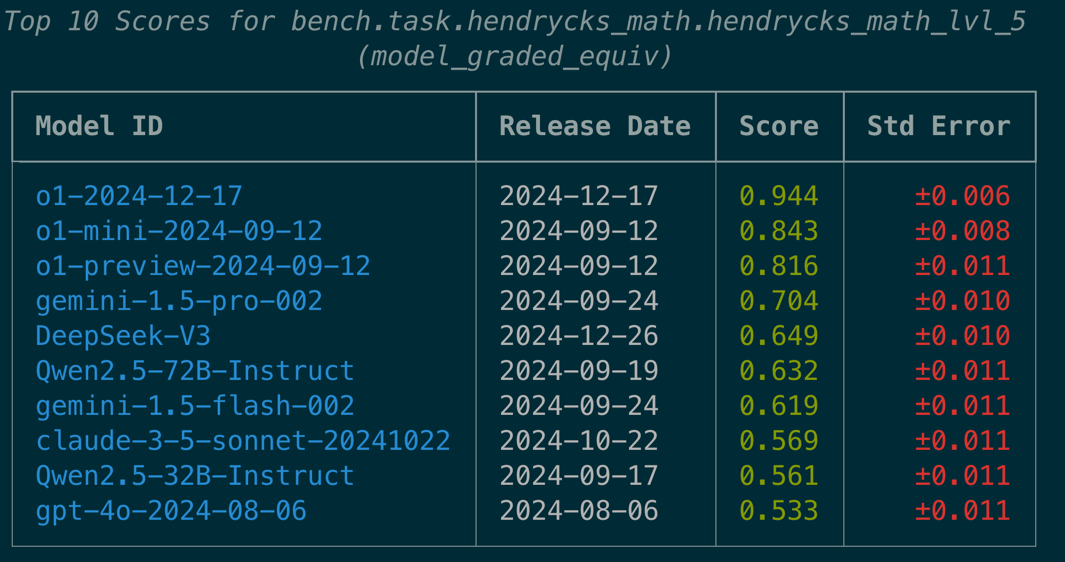 Top 10 Scores for bench.task.hendrycks_math.hendrycks_math_lvl_5
(model_graded_equiv)
Model ID Release Date Score Std Error
o1-2024-12-17 2024-12-17 0.944 ±0.006
o1-mini-2024-09-12 2024-09-12 0.843 ±0.008
o1-preview-2024-09-12 2024-09-12 0.816 ±0.011
gemini-1.5-pro-002 2024-09-24 0.704 ±0.010
DeepSeek-V3 2024-12-26 0.649 ±0.010
Qwen2.5-72B-Instruct 2024-09-19 0.632 ±0.011
gemini-1.5-flash-002 2024-09-24 0.619 ±0.011
claude-3-5-sonnet-20241022 2024-10-22 0.569 ±0.011
Qwen2.5-32B-Instruct 2024-09-17 0.561 ±0.011
gpt-4o-2024-08-06 2024-08-06 0.533 ±0.011